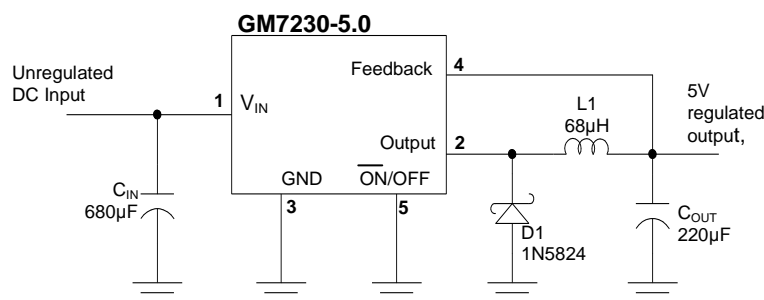 GM7230-5.0
Unregulated
DC Input
1
V_IN
Feedback
4
Output
2
L1
68µH
5V
regulated
output,
C_IN
680µF
GND
3
ON/OFF
5
D1
1N5824
C_OUT
220µF